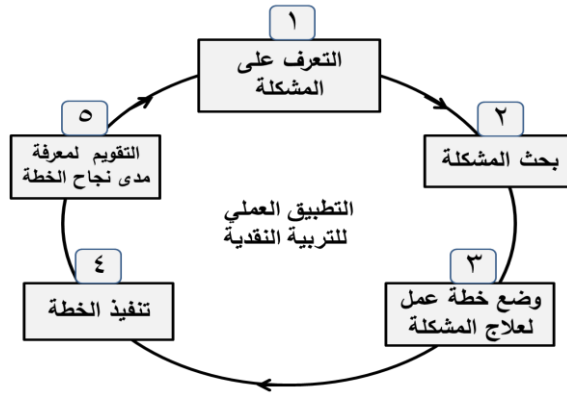 ١
التعرف على
المشكلة
٢
بحث المشكلة
٣
وضع خطة عمل
لعلاج المشكلة
٤
تنفيذ الخطة
٥
التقويم لمعرفة
مدى نجاح الخطة
التطبيق العملي
للتربية النقدية